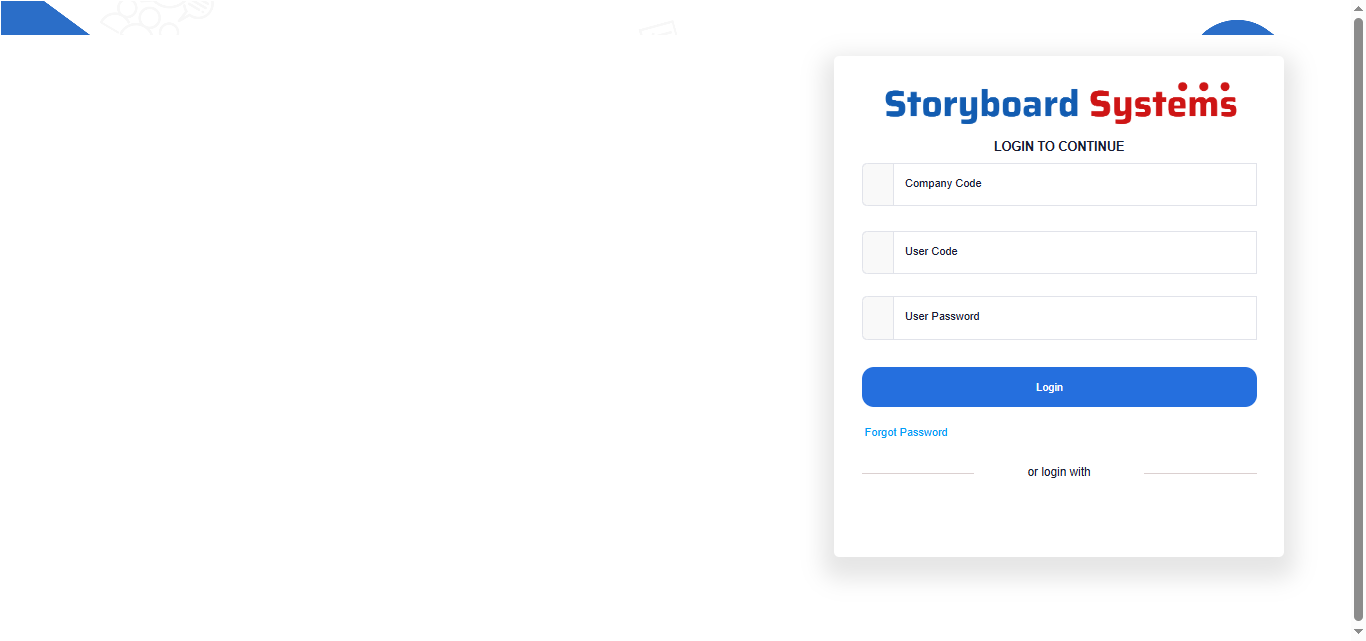 Storyboard Systems
LOGIN TO CONTINUE
Company Code
User Code
User Password
Login
Forgot Password
or login with